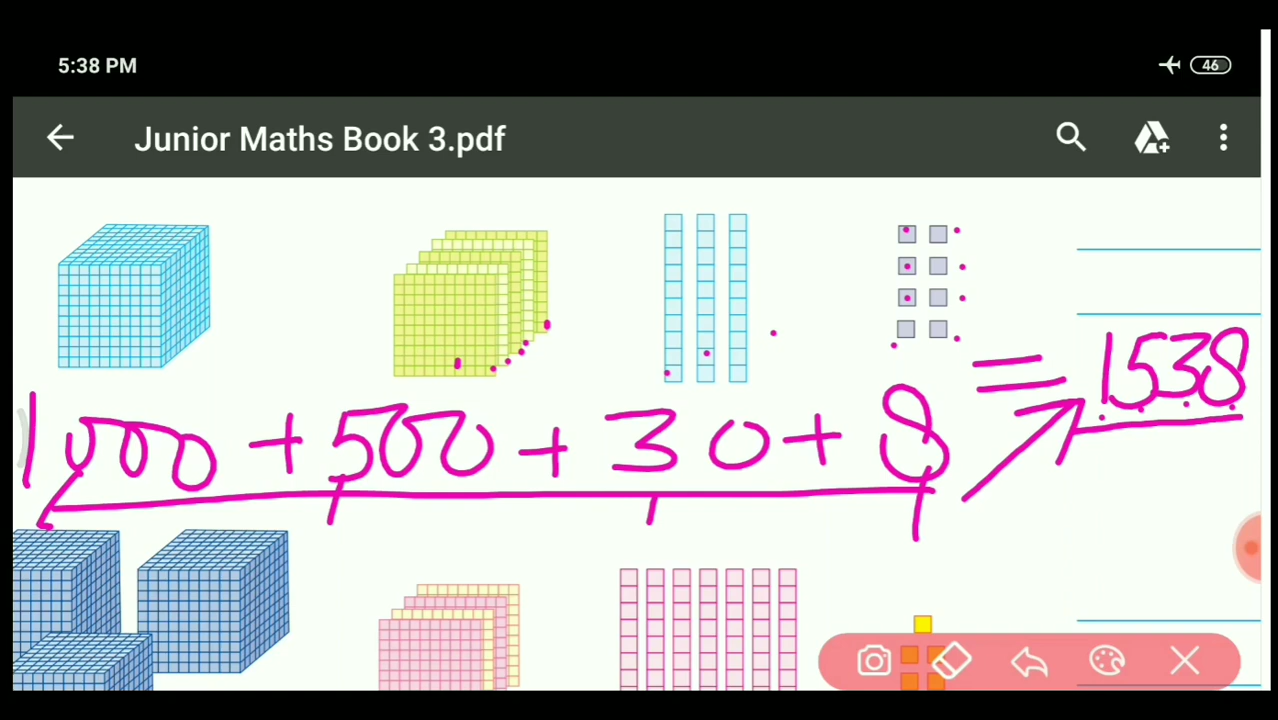 5:38 PM
46
Junior Maths Book 3.pdf
1000 + 500 + 30 + 8 = 1538